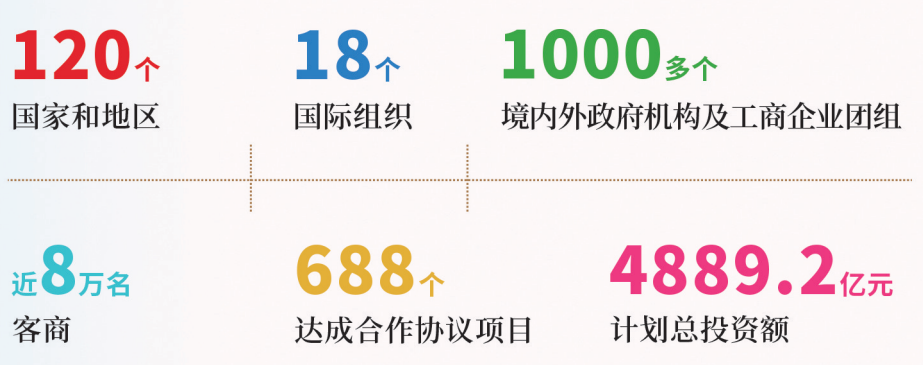 120个
国家和地区
18个
国际组织
1000多个
境内外政府机构及工商企业团组
近8万名
客商
688个
达成合作协议项目
4889.2亿元
计划总投资额